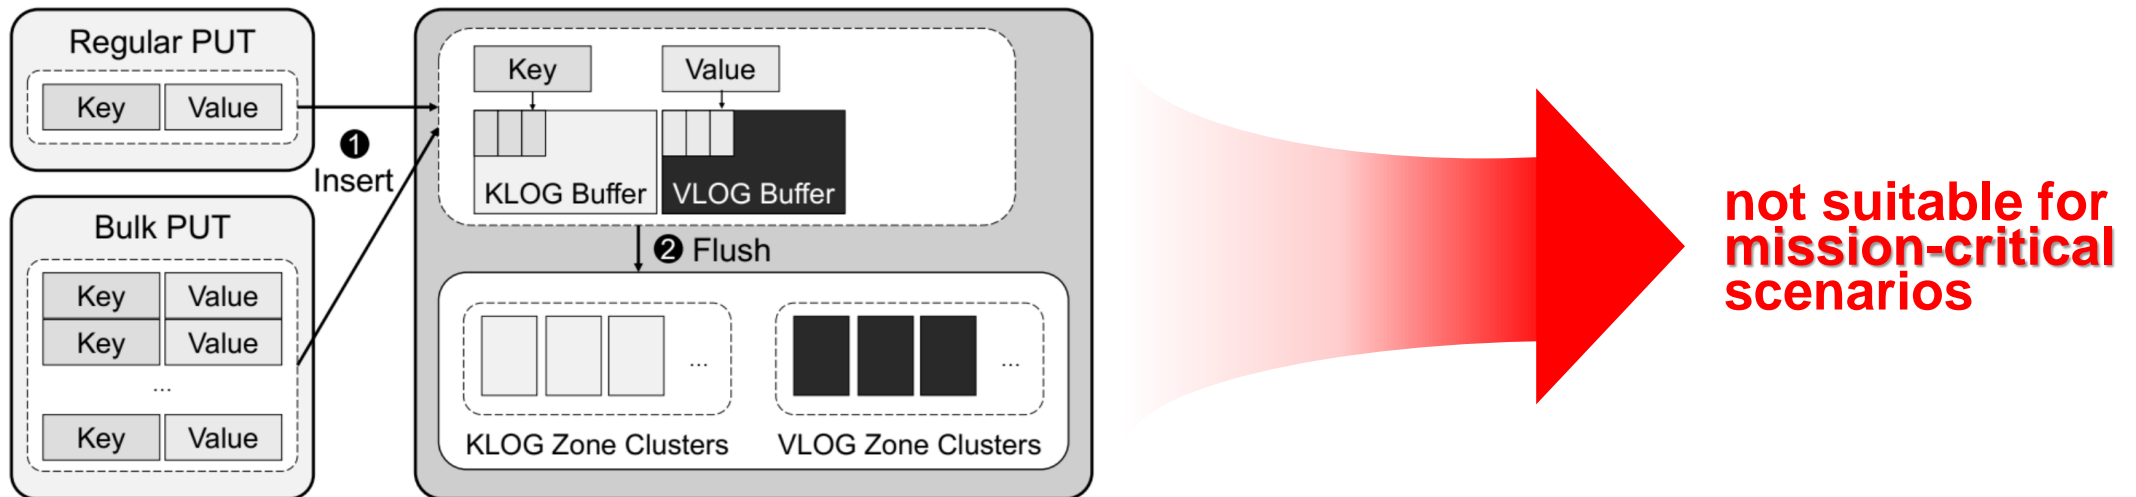 Regular PUT
Key Value
Bulk PUT
Key Value
Key Value
...
Key Value
❶
Insert
Key Value
KLOG Buffer VLOG Buffer
❷ Flush
... ...
KLOG Zone Clusters VLOG Zone Clusters
not suitable for
mission-critical
scenarios